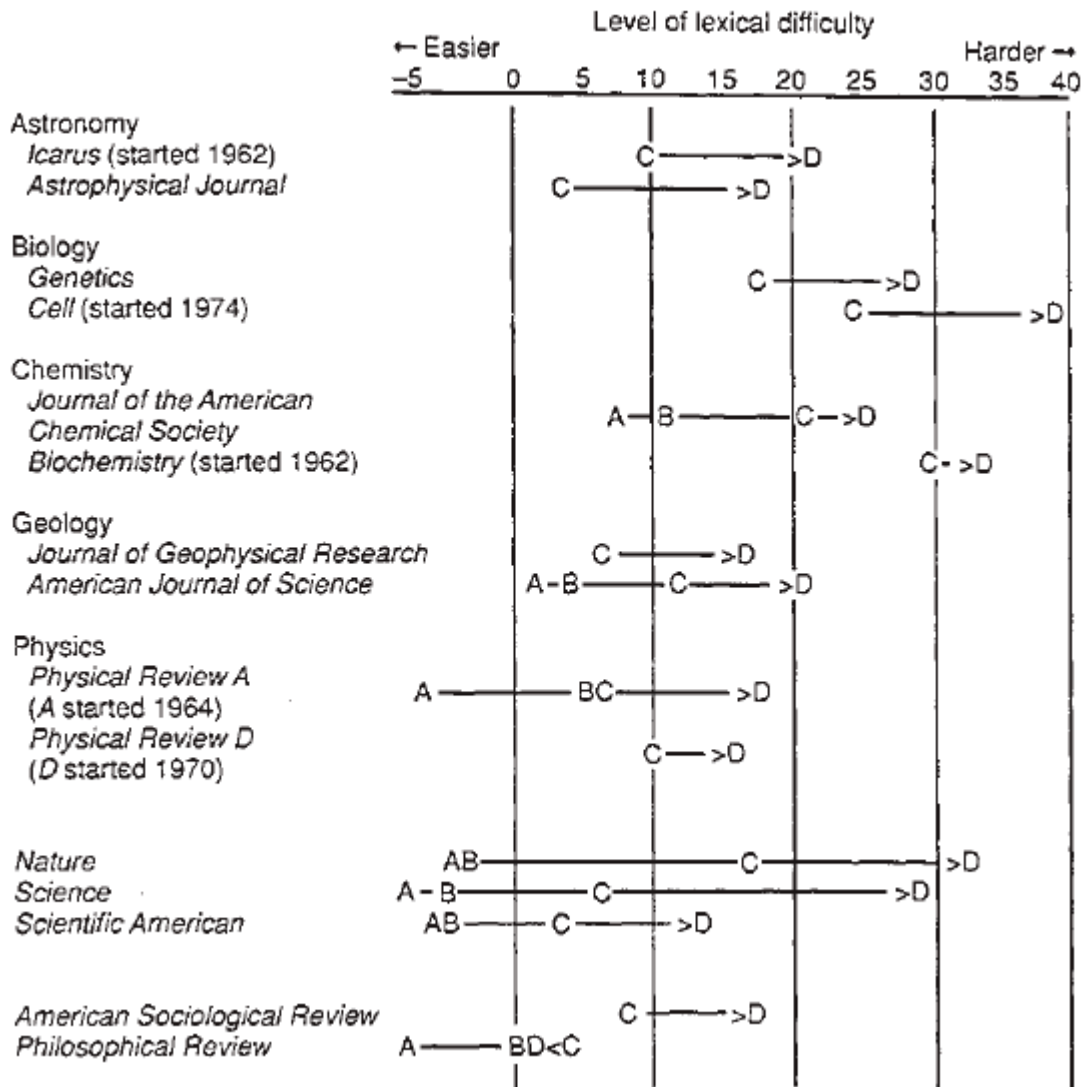 Level of lexical difficulty
← Easier Harder →
–5 0 5 10 15 20 25 30 35 40
Astronomy
Icarus (started 1962) C >D
Astrophysical Journal C >D
Biology
Genetics C >D
Cell (started 1974) C >D
Chemistry
Journal of the American
Chemical Society A B C >D
Biochemistry (started 1962) C >D
Geology
Journal of Geophysical Research C >D
American Journal of Science A B C >D
Physics
Physical Review A
(A started 1964) A BC >D
Physical Review D
(D started 1970) C >D
Nature AB C >D
Science A B C >D
Scientific American AB C >D
American Sociological Review C >D
Philosophical Review A BD<C